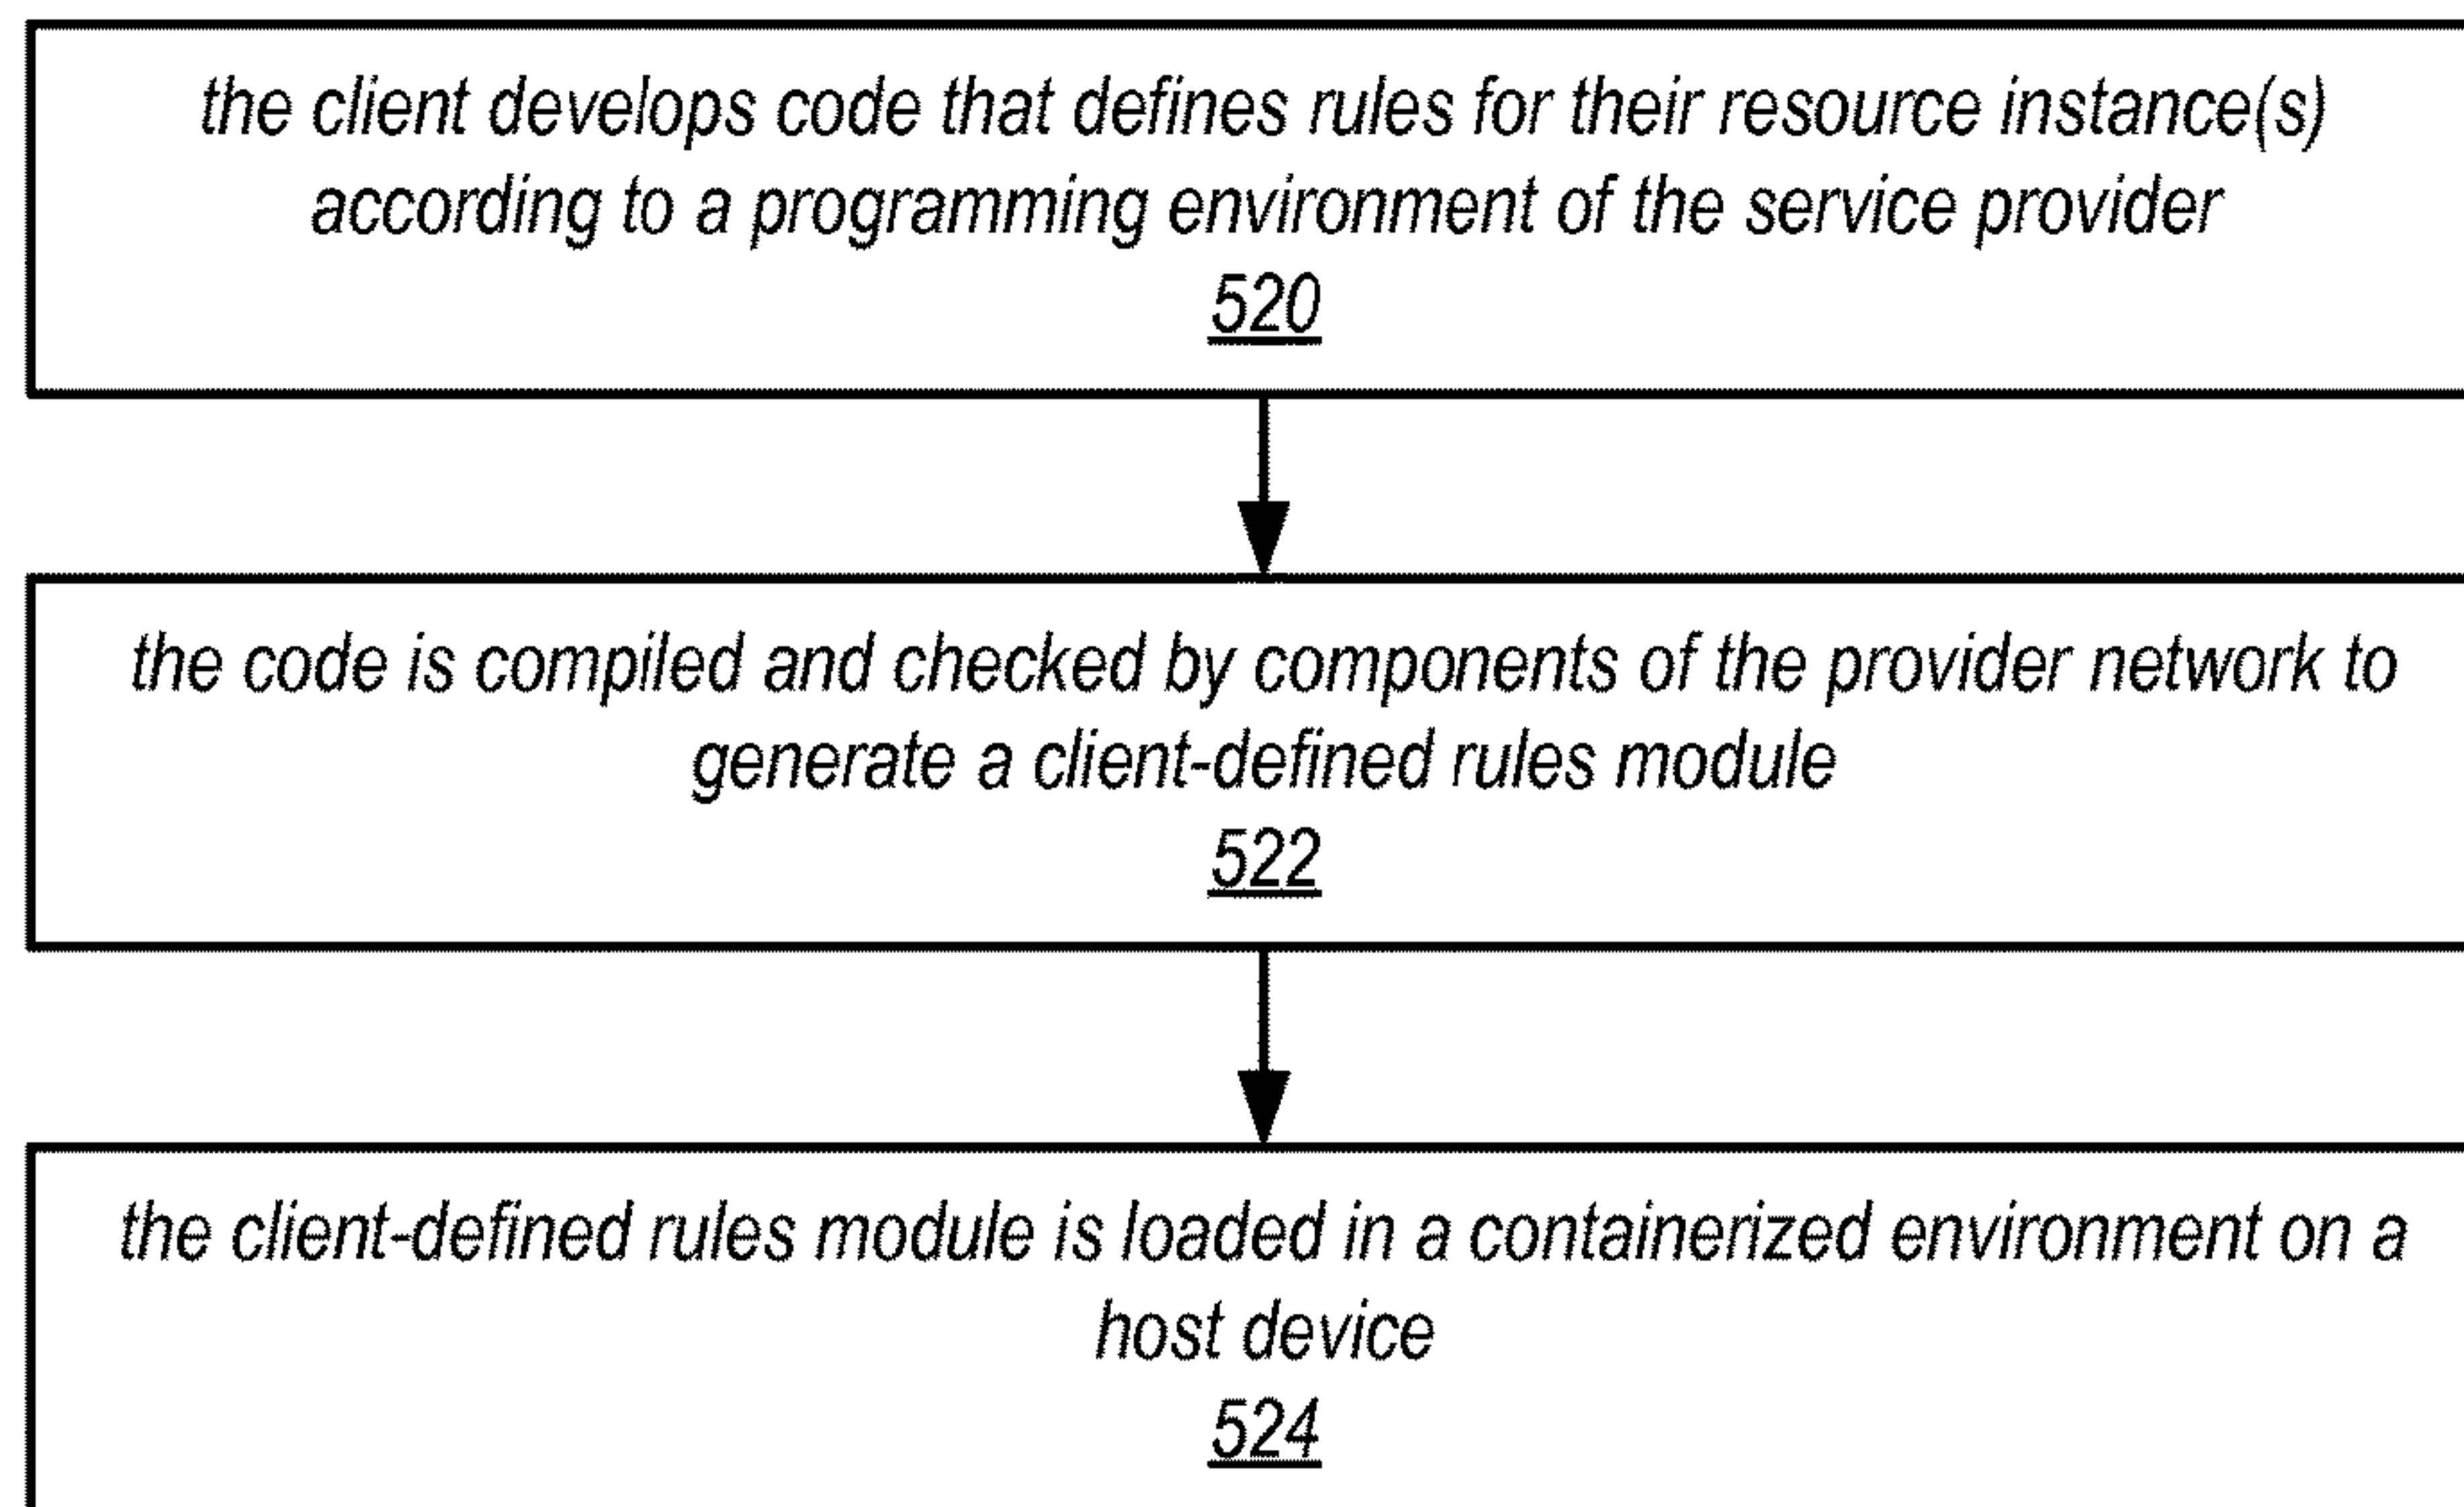 the client develops code that defines rules for their resource instance(s)
according to a programming environment of the service provider
520
the code is compiled and checked by components of the provider network to
generate a client-defined rules module
522
the client-defined rules module is loaded in a containerized environment on a
host device
524